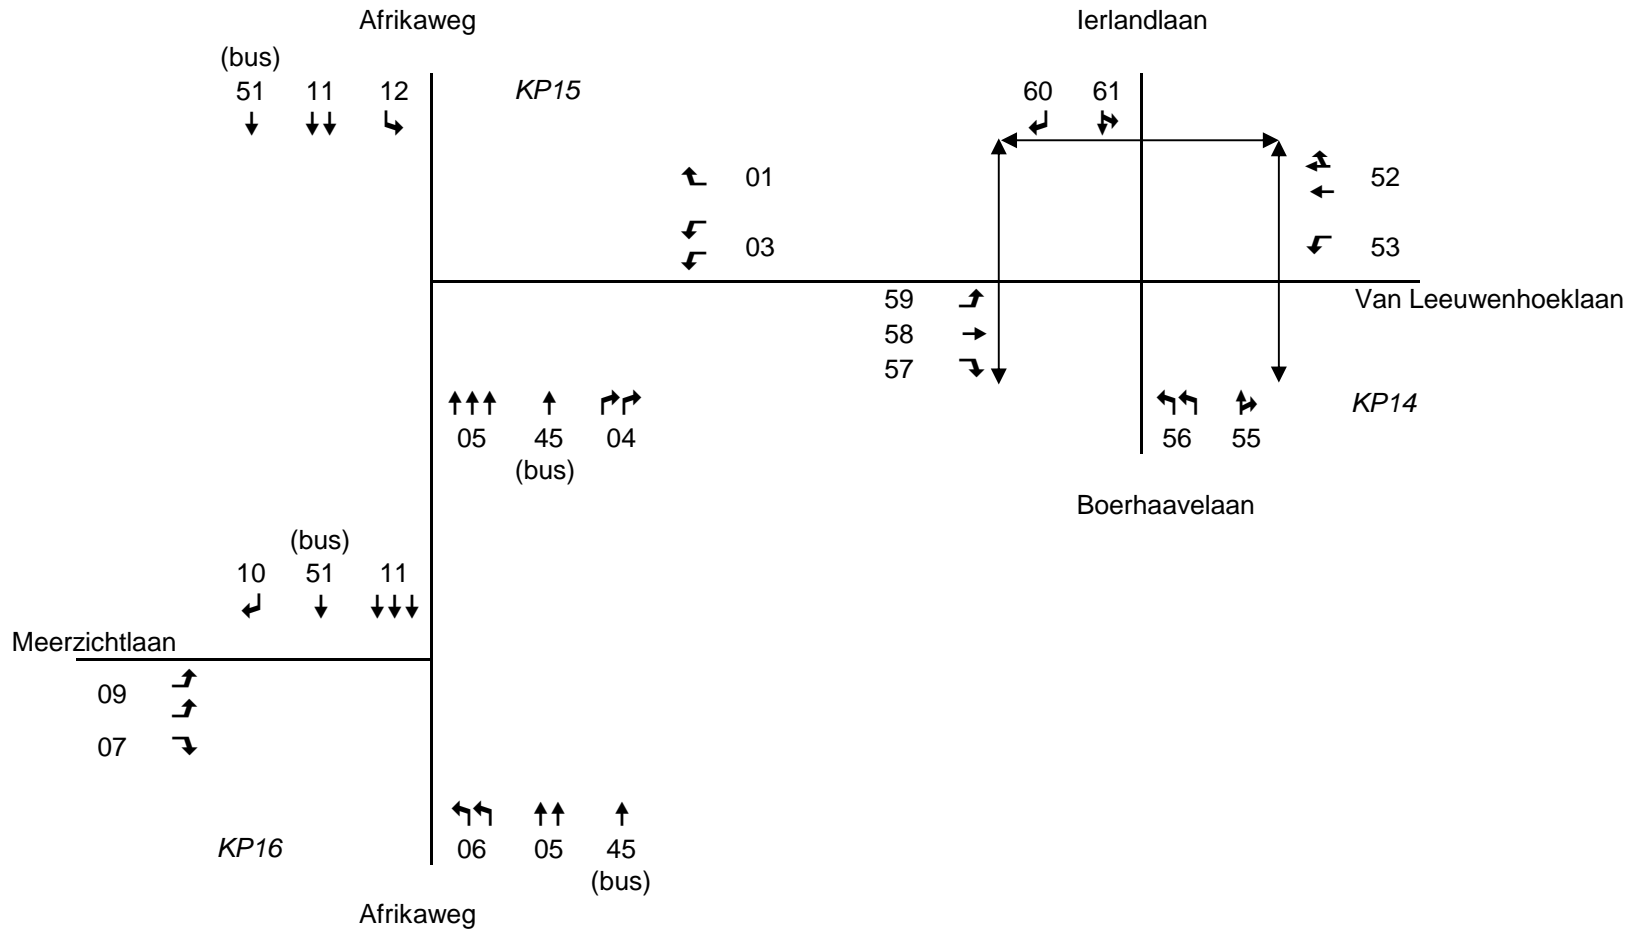 Afrikaweg
Ierlandlaan
(bus)
51 11 12
KP15
60 61
01
52
03
53
59
Van Leeuwenhoeklaan
58
57
KP14
05 45 04
56 55
(bus)
Boerhaavelaan
(bus)
10 51 11
Meerzichtlaan
09
07
KP16
06 05 45
(bus)
Afrikaweg